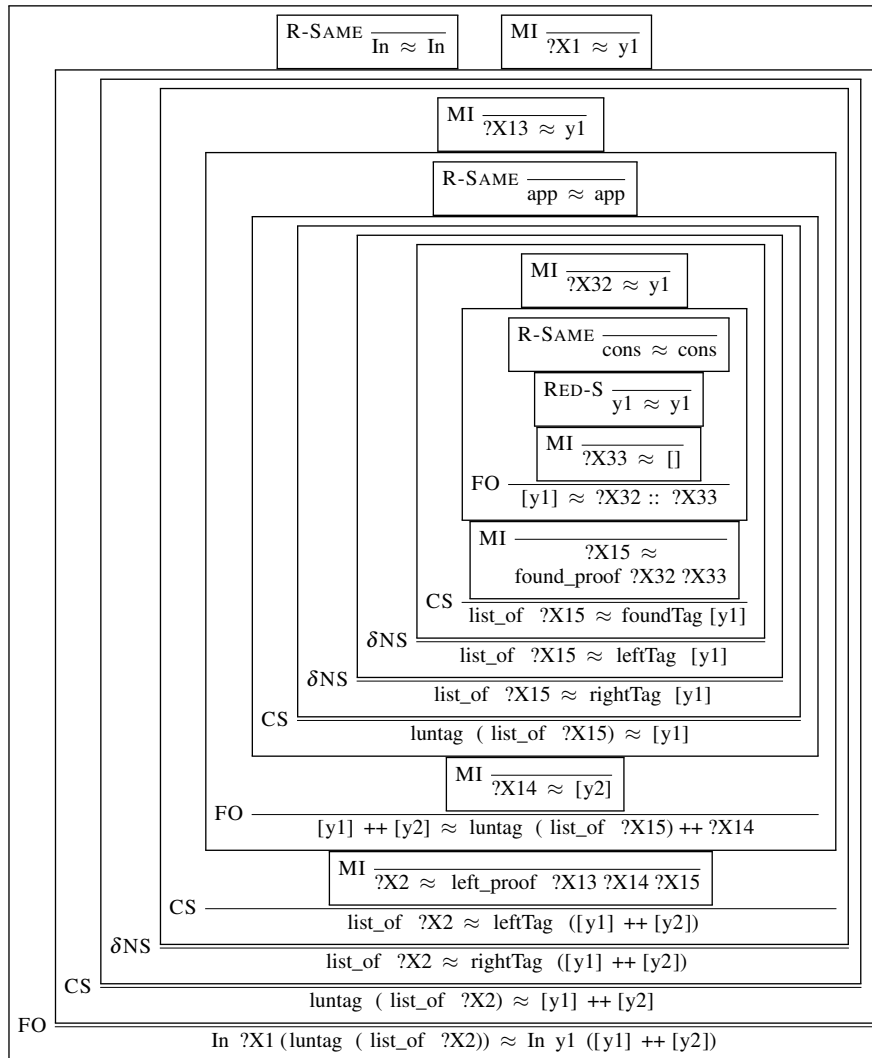 R-SAME In ≈ In MI ?X1 ≈ y1
MI ?X13 ≈ y1
R-SAME app ≈ app
MI ?X32 ≈ y1
R-SAME cons ≈ cons
RED-S y1 ≈ y1
MI ?X33 ≈ []
FO [y1] ≈ ?X32 :: ?X33
MI ?X15 ≈
found_proof ?X32 ?X33
CS list_of ?X15 ≈ foundTag [y1]
δNS list_of ?X15 ≈ leftTag [y1]
δNS list_of ?X15 ≈ rightTag [y1]
CS luntag ( list_of ?X15) ≈ [y1]
MI ?X14 ≈ [y2]
FO [y1] ++ [y2] ≈ luntag ( list_of ?X15) ++ ?X14
MI ?X2 ≈ left_proof ?X13 ?X14 ?X15
CS list_of ?X2 ≈ leftTag ([y1] ++ [y2])
δNS list_of ?X2 ≈ rightTag ([y1] ++ [y2])
CS luntag ( list_of ?X2) ≈ [y1] ++ [y2]
FO In ?X1 (luntag ( list_of ?X2)) ≈ In y1 ([y1] ++ [y2])